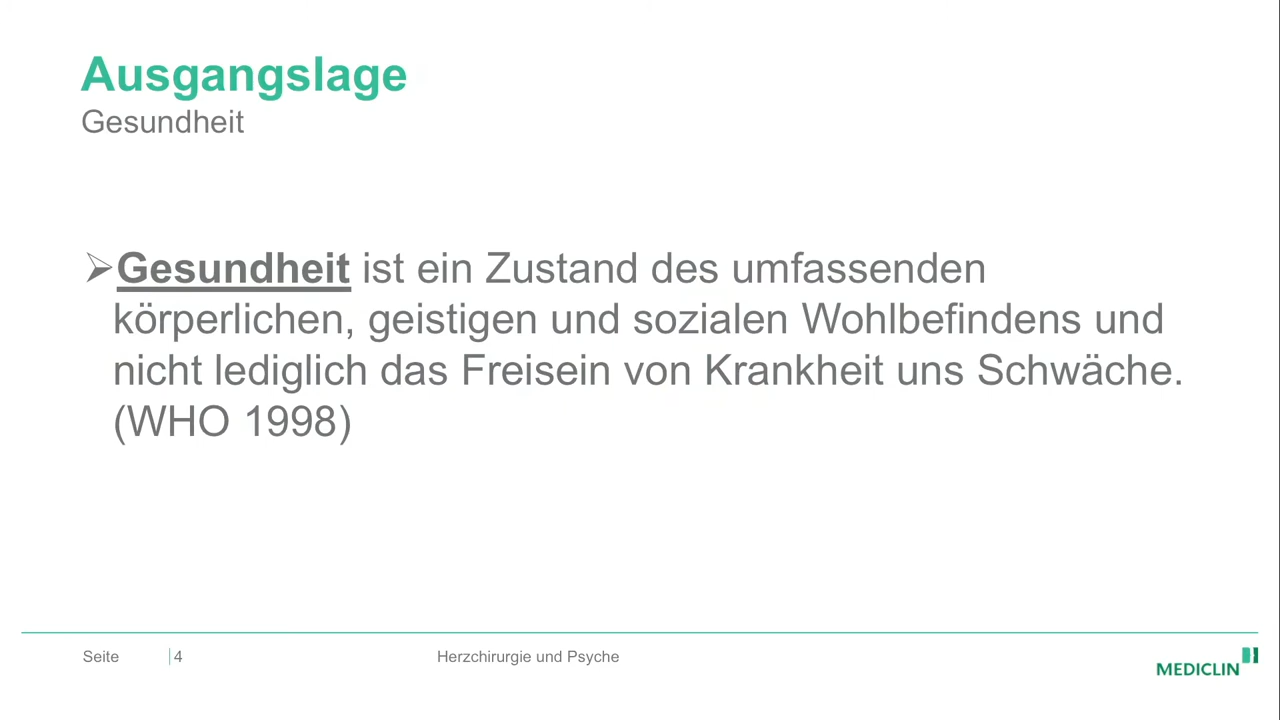 Ausgangslage
Gesundheit
➢Gesundheit ist ein Zustand des umfassenden
körperlichen, geistigen und sozialen Wohlbefindens und
nicht lediglich das Freisein von Krankheit uns Schwäche.
(WHO 1998)
Seite |4 Herzchirurgie und Psyche
MEDICLIN